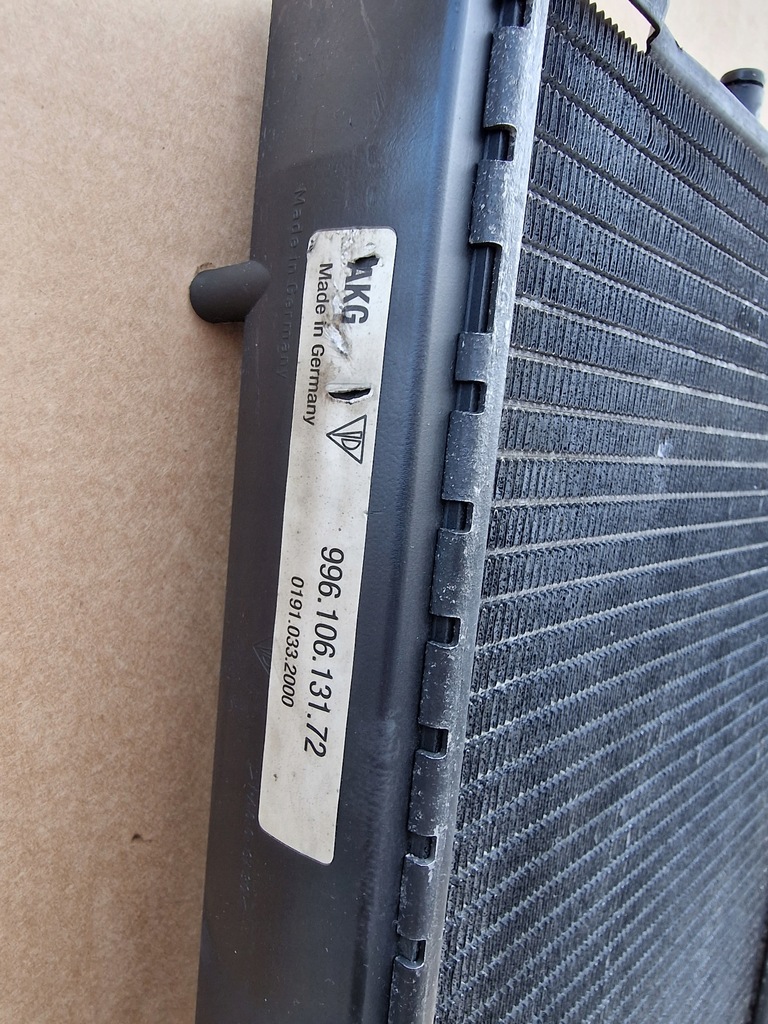 AKG
Made in Germany
996.106.131.72
0191.033.2000
Made in Germany